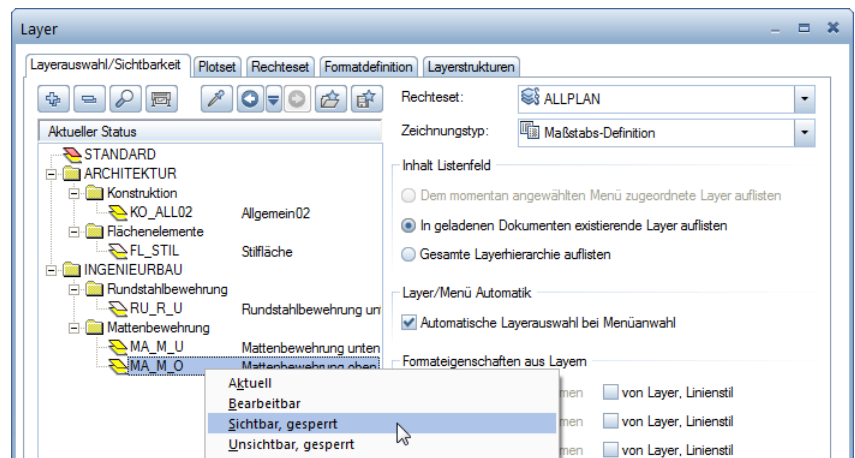 Layer
Layerauswahl/Sichtbarkeit Plotset Rechteset Formatdefinition Layerstrukturen
Rechteset: ALLPLAN
Aktueller Status
Zeichnungstyp: Maßstabs-Definition
STANDARD
ARCHITEKTUR
Inhalt Listenfeld
Konstruktion
Dem momentan angewählten Menü zugeordnete Layer auflisten
KO_ALL02 Allgemein02
Flächenelemente
In geladenen Dokumenten existierende Layer auflisten
FL_STIL Stilfläche
Gesamte Layerhierarchie auflisten
INGENIEURBAU
Rundstahlbewehrung
Layer/Menü Automatik
RU_R_U Rundstahlbewehrung un
Automatische Layerauswahl bei Menüanwahl
Mattenbewehrung
MA_M_U Mattenbewehrung unten
MA_M_O Mattenbewehrung oben
Formateigenschaften aus Layern
Aktuell
men von Layer, Linienstil
Bearbeitbar
Sichtbar, gesperrt
men von Layer, Linienstil
Unsichtbar, gesperrt
men von Layer, Linienstil